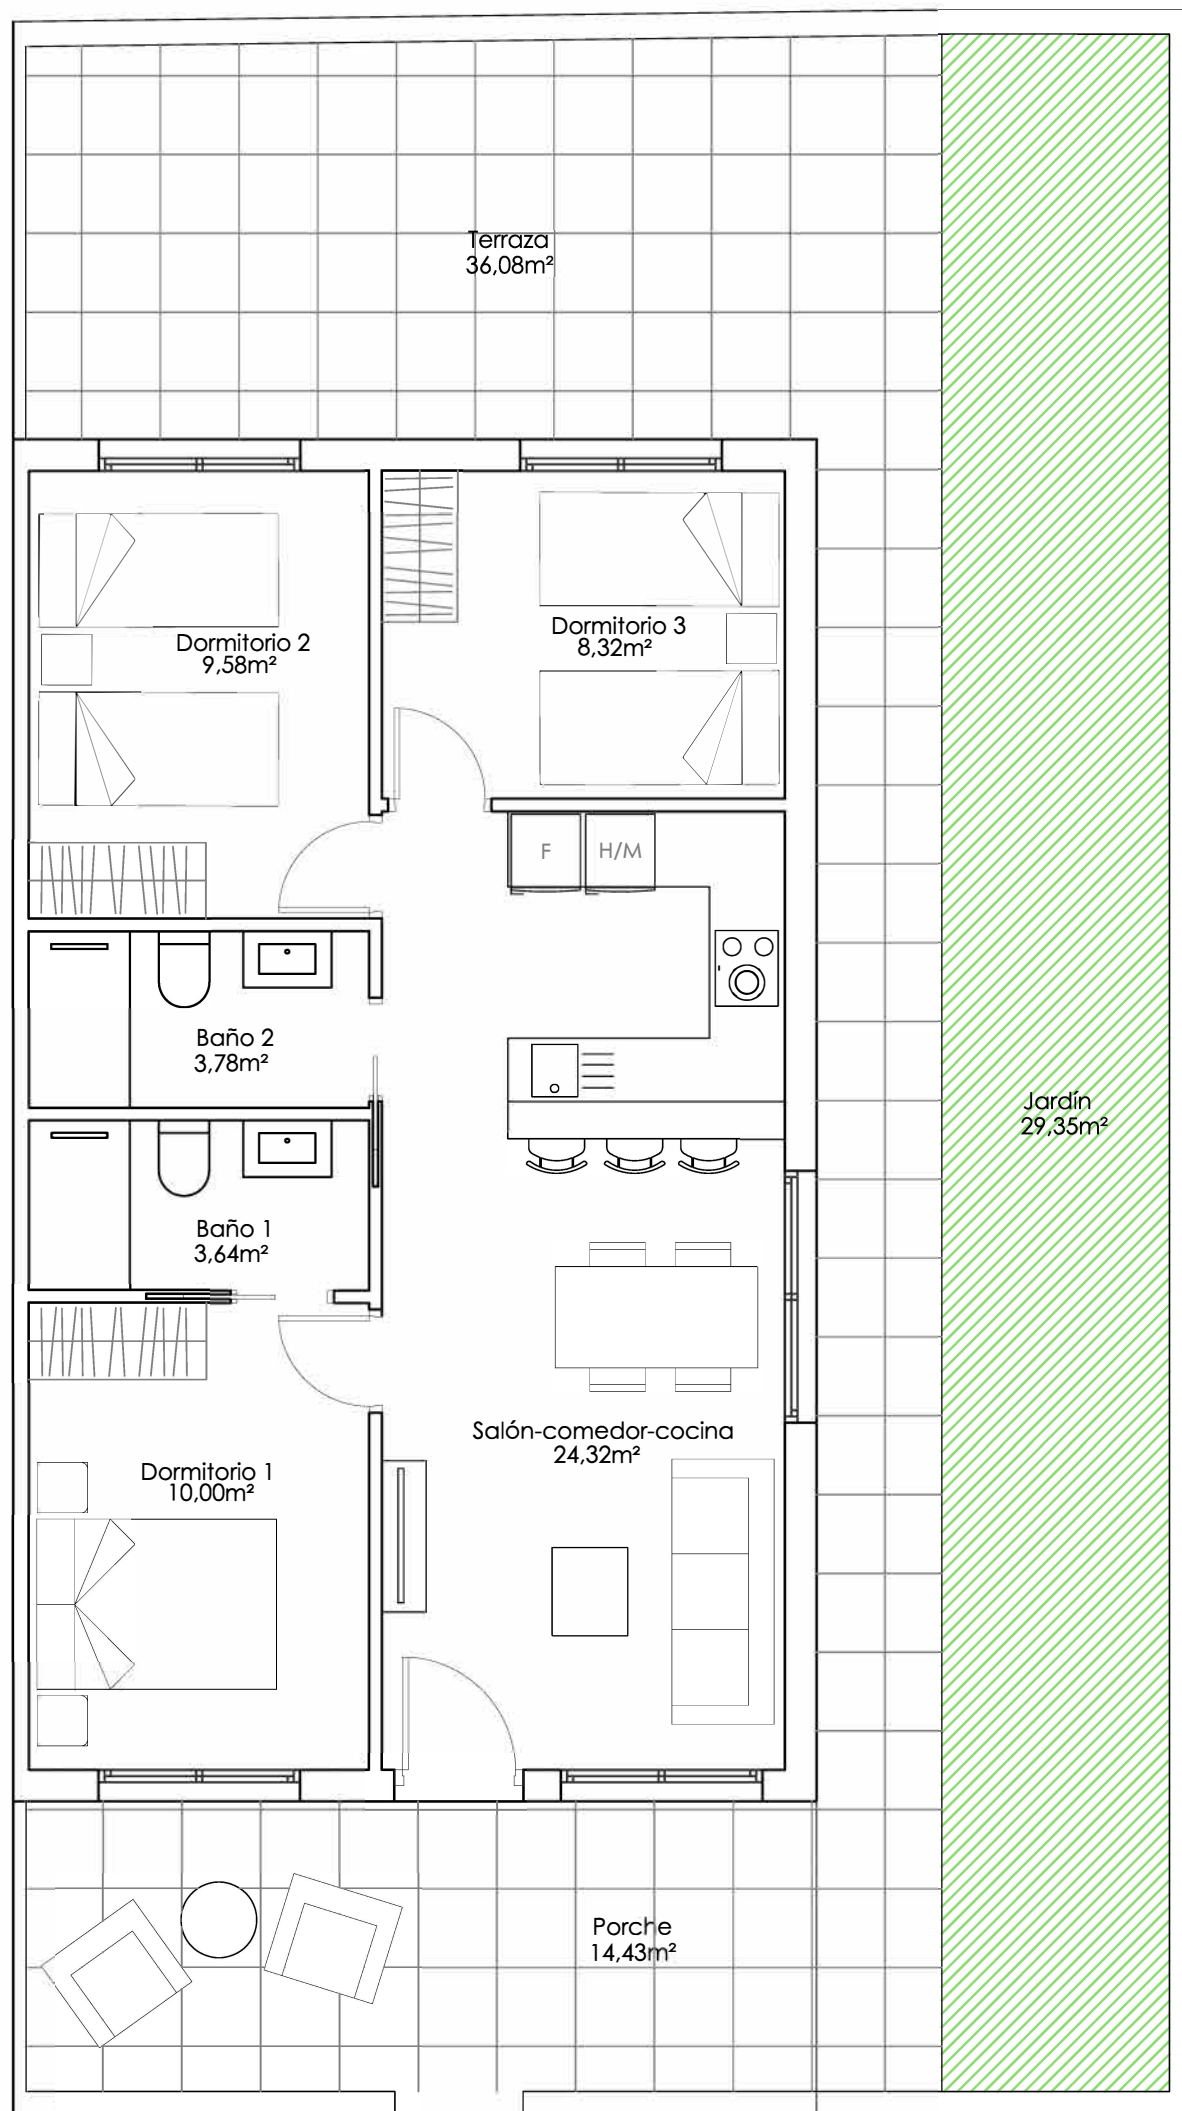 Terraza
36,08m²
Dormitorio 2
9,58m²
Dormitorio 3
8,32m²
F
H/M
Baño 2
3,78m²
Jardín
29,35m²
Baño 1
3,64m²
Salón-comedor-cocina
24,32m²
Dormitorio 1
10,00m²
Porche
14,43m²